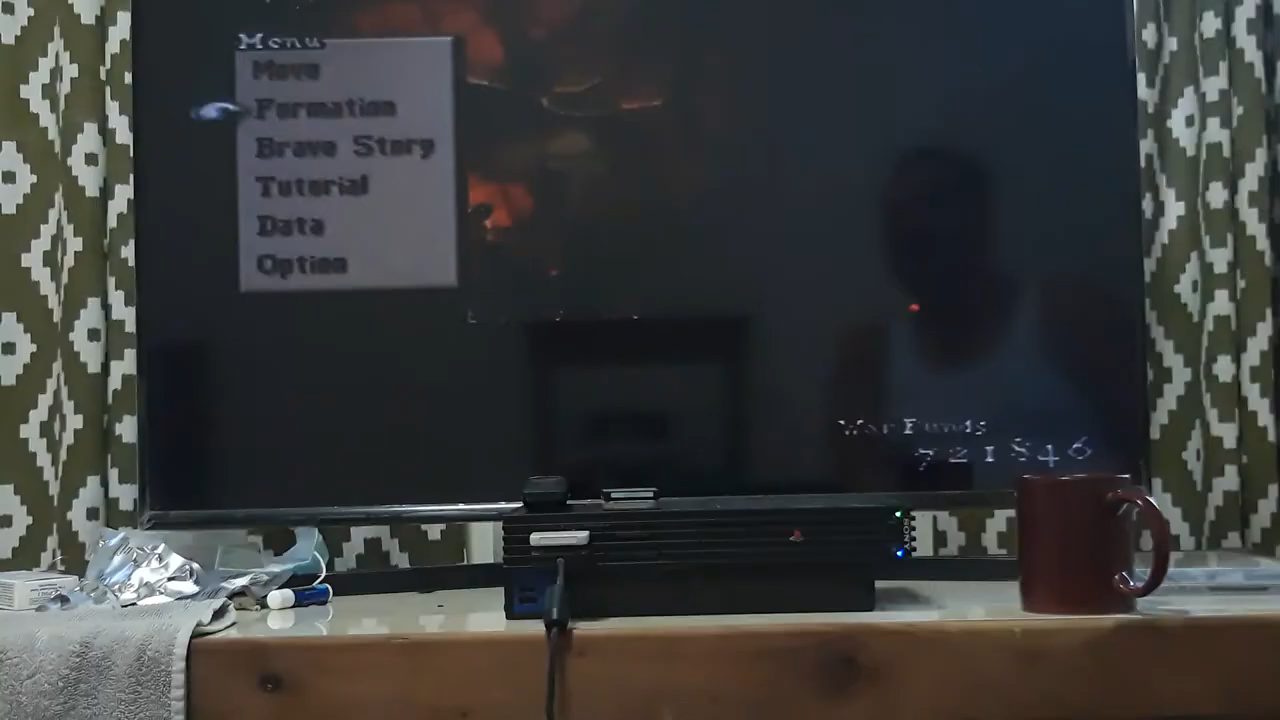 Menu
Move
Formation
Brave Story
Tutorial
Data
Option
War Funds
721846
SONY